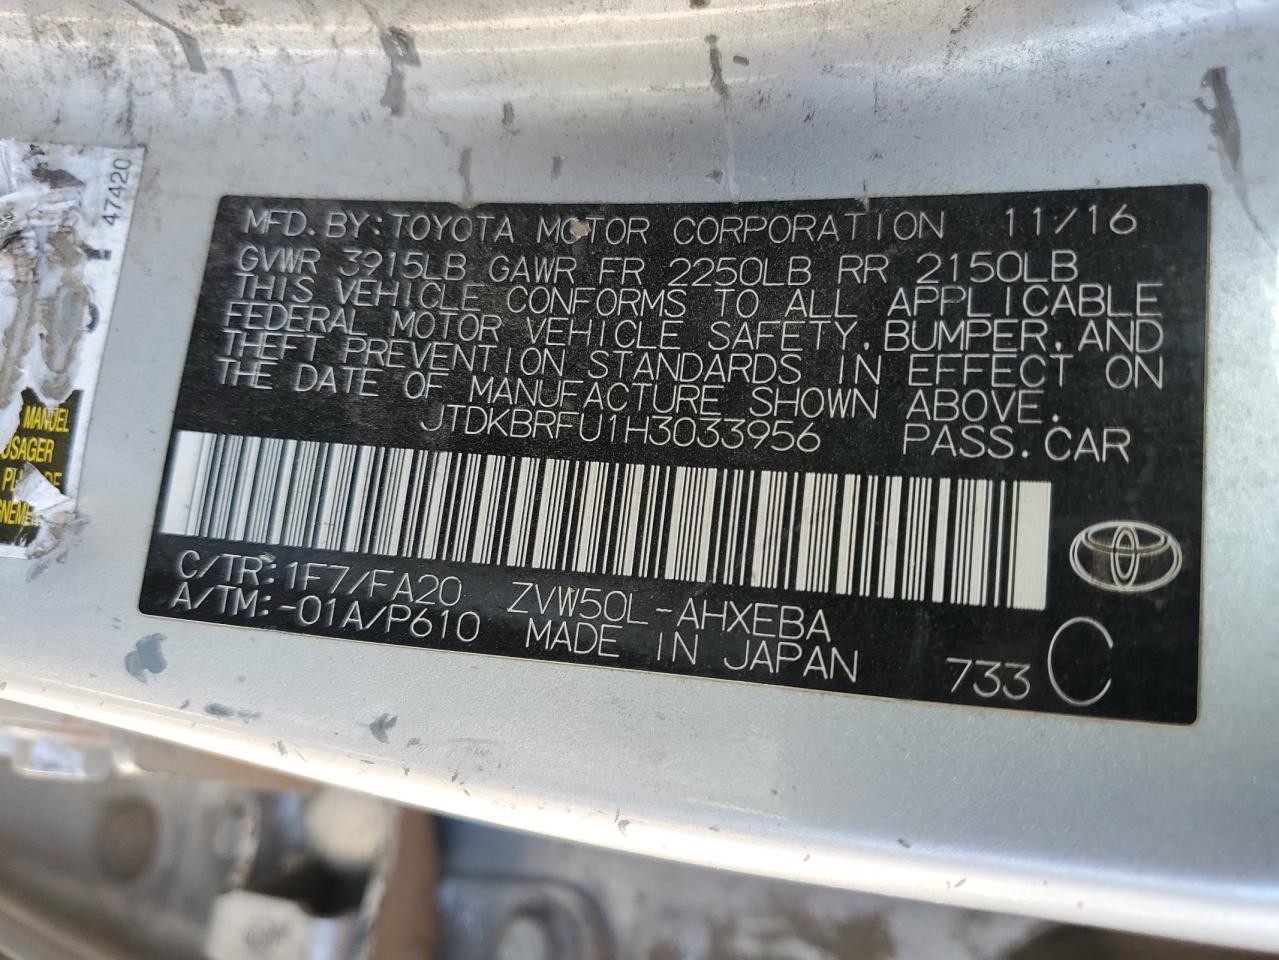 47420
MANUEL
USAGER
MFD. BY: TOYOTA MOTOR CORPORATION 11/16
GVWR 3915LB GAWR FR 2250LB RR 2150LB
THIS VEHICLE CONFORMS TO ALL APPLICABLE
FEDERAL MOTOR VEHICLE SAFETY, BUMPER, AND
THEFT PREVENTION STANDARDS IN EFFECT ON
THE DATE OF MANUFACTURE SHOWN ABOVE.
JTDKBRFU1H3033956 PASS. CAR
C/TR: 1F7/FA20 ZVW50L-AHXEBA
A/TM: -01A/P610 MADE IN JAPAN 733 C